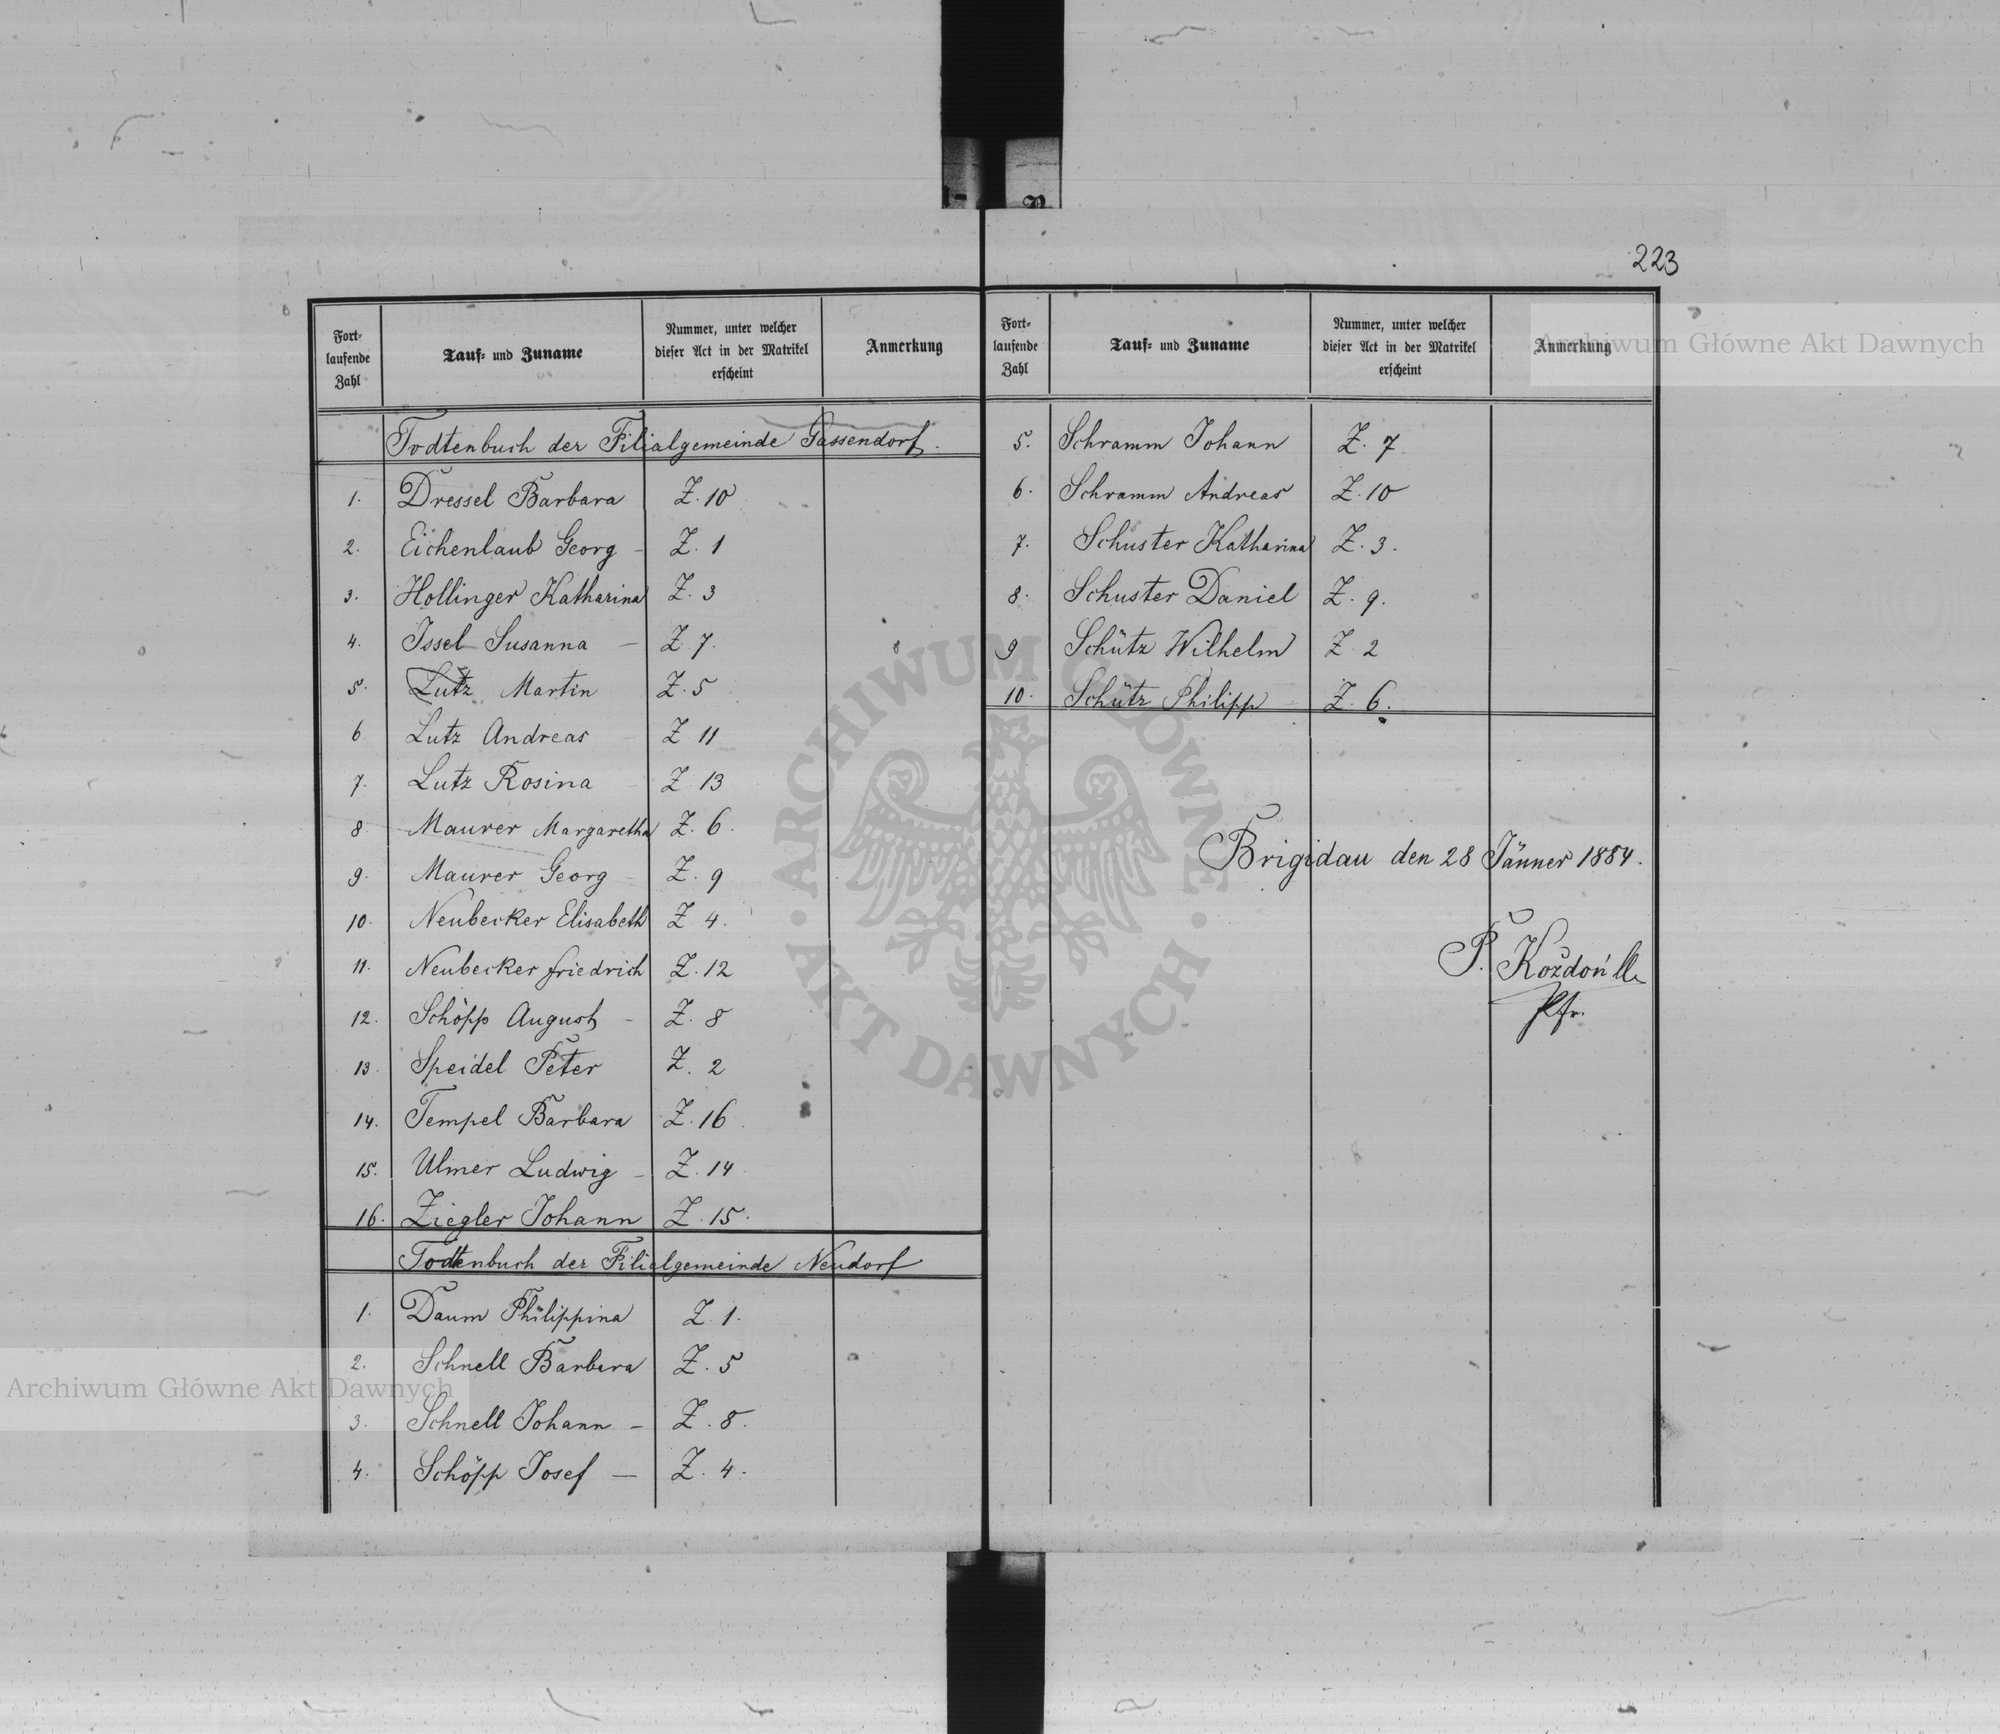 223
Fort-
laufende
Zahl
Tauf- und Zuname
Nummer, unter welcher
dieser Act in der Matrikel
erscheint
Anmerkung
Todtenbuch der Filialgemeinde Gassendorf.
1. Dressel Barbara Z. 10
2. Eichenlaub Georg - Z. 1
3. Hollinger Katharina Z. 3
4. Issel Susanna — Z. 7.
5. Lutz Martin Z. 5
6. Lutz Andreas - Z 11
7. Lutz Rosina - Z 13
8. Maurer Margaretha Z. 6.
9. Maurer Georg - Z. 9
10. Neubecker Elisabeth Z 4.
11. Neubecker Friedrich Z. 12
12. Schöpp August - Z. 8
13. Speidel Peter Z. 2
14. Tempel Barbara Z. 16
15. Ulmer Ludwig - Z. 14
16. Ziegler Johann Z. 15.
Todtenbuch der Filialgemeinde Neudorf
1. Daum Philippina Z. 1.
2. Schnell Barbara Z. 5
3. Schnell Johann - Z. 8.
4. Schöpp Josef — Z. 4.
Fort-
laufende
Zahl
Tauf- und Zuname
Nummer, unter welcher
dieser Act in der Matrikel
erscheint
Anmerkung
5. Schramm Johann Z. 7
6. Schramm Andreas Z. 10
7. Schuster Katharina Z. 3.
8. Schuster Daniel Z. 9.
9 Schütz Wilhelm Z. 2
10. Schütz Philipp - Z. 6.
Brigidau den 28 Jänner 1884.
Pfr.
Archiwum Główne Akt Dawnych
Archiwum Główne Akt Dawnych
ARCHIWUM GŁÓWNE · AKT DAWNYCH ·